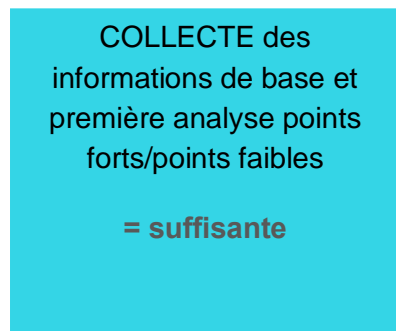 COLLECTE des
informations de base et
première analyse points
forts/points faibles
= suffisante